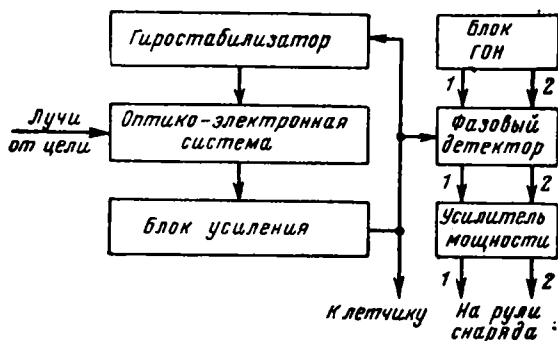 Гиростабилизатор
Блок
ГОН
1
2
Лучи
от цели
Оптико-электронная
система
Фазовый
детектор
1
2
Блок усиления
Усилитель
мощности
1
2
К летчику
На рули
снаряда